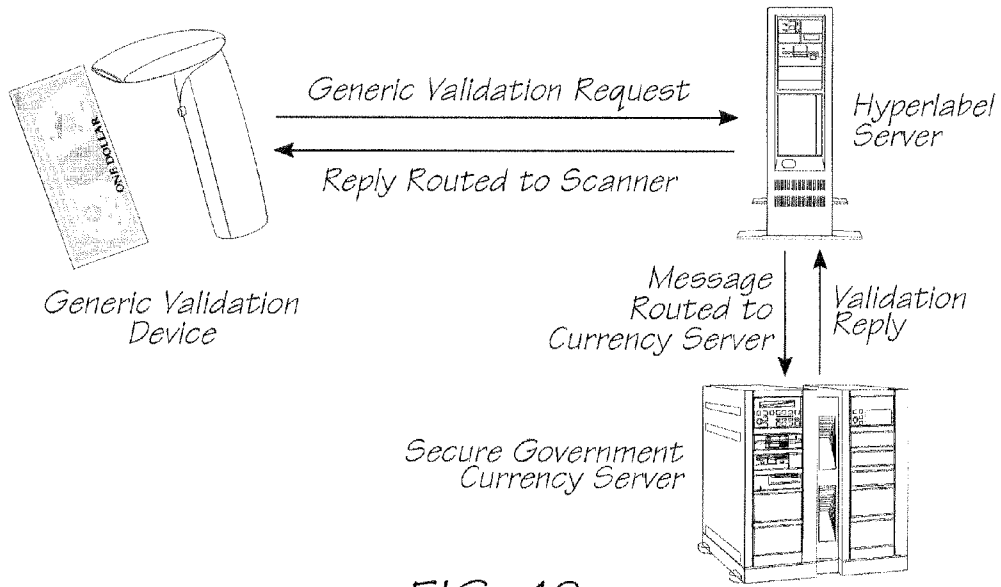 Generic Validation Request
Hyperlabel
Server
ONE DOLLAR
Reply Routed to Scanner
Generic Validation
Device
Message
Routed to
Currency Server
Validation
Reply
Secure Government
Currency Server